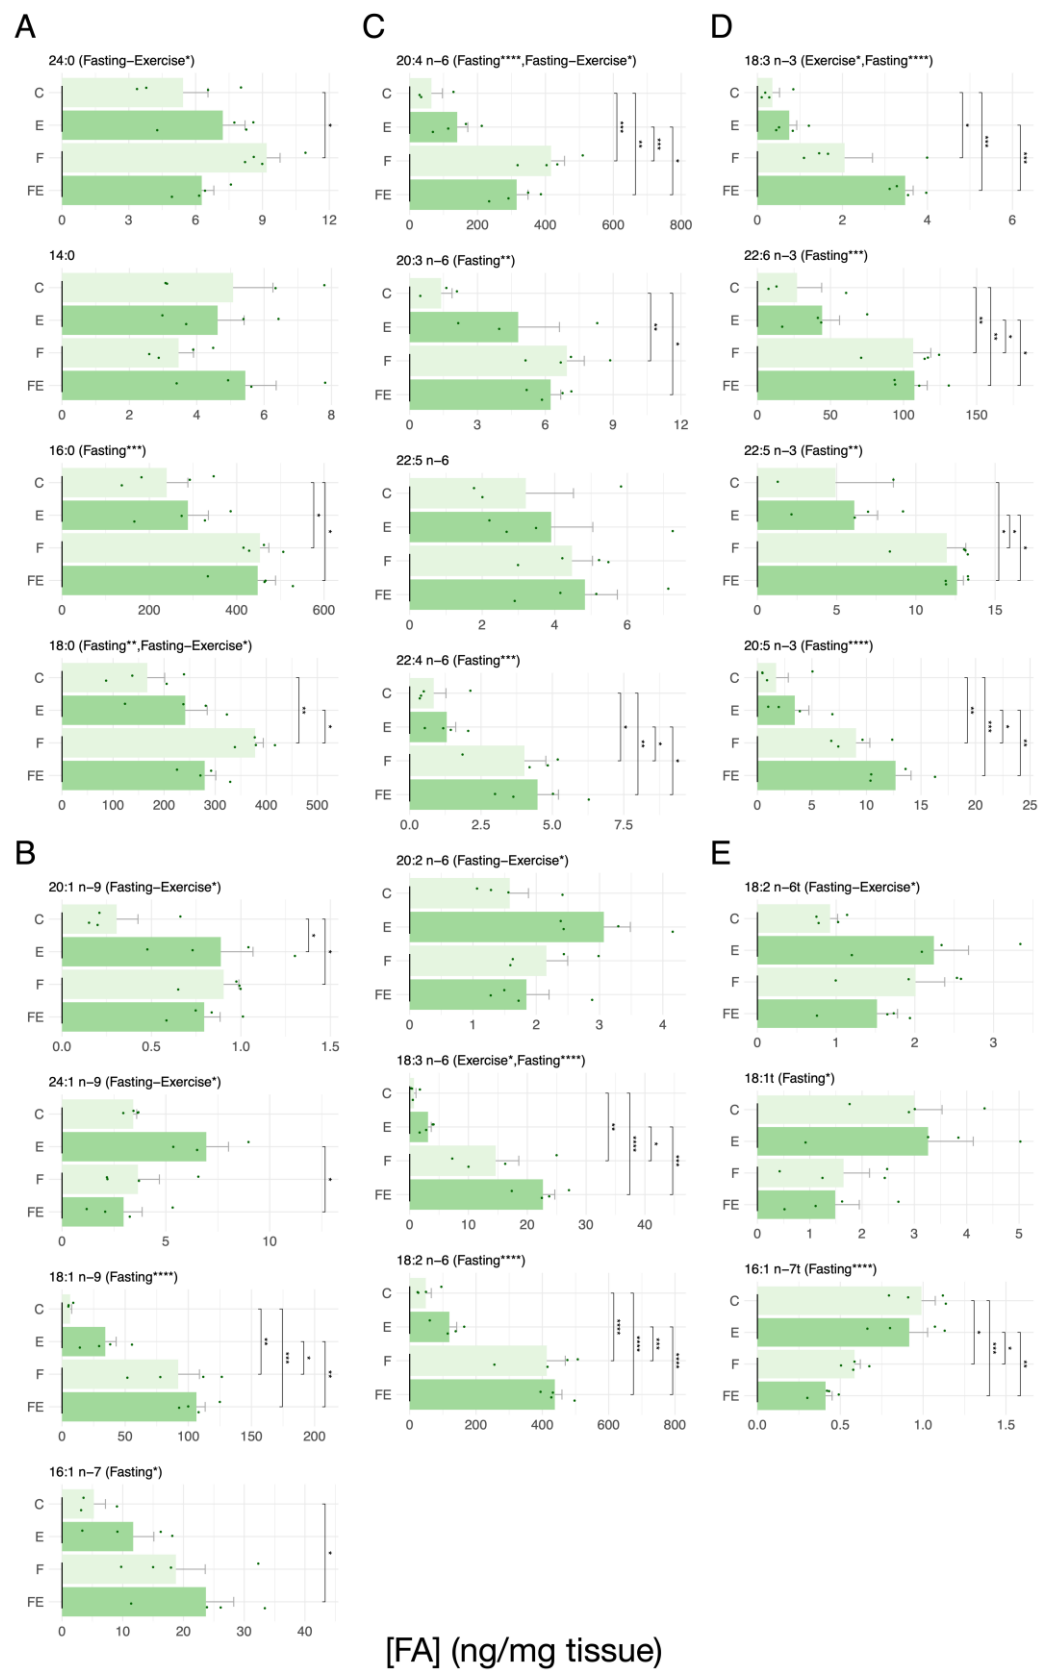 A
24:0 (Fasting−Exercise*)
C
E
F
FE
*
0 3 6 9 12
14:0
C
E
F
FE
0 2 4 6 8
16:0 (Fasting***)
C
E
F
FE
* *
0 200 400 600
18:0 (Fasting**,Fasting−Exercise*)
C
E
F
FE
** *
0 100 200 300 400 500
B
20:1 n−9 (Fasting−Exercise*)
C
E
F
FE
* *
0.0 0.5 1.0 1.5
24:1 n−9 (Fasting−Exercise*)
C
E
F
FE
*
0 5 10
18:1 n−9 (Fasting****)
C
E
F
FE
** *** * **
0 50 100 150 200
16:1 n−7 (Fasting*)
C
E
F
FE
*
0 10 20 30 40
C
20:4 n−6 (Fasting****,Fasting−Exercise*)
C
E
F
FE
*** ** *** *
0 200 400 600 800
20:3 n−6 (Fasting**)
C
E
F
FE
** *
0 3 6 9 12
22:5 n−6
C
E
F
FE
0 2 4 6
22:4 n−6 (Fasting***)
C
E
F
FE
* ** * *
0.0 2.5 5.0 7.5
20:2 n−6 (Fasting−Exercise*)
C
E
F
FE
0 1 2 3 4
18:3 n−6 (Exercise*,Fasting****)
C
E
F
FE
** **** * ***
0 10 20 30 40
18:2 n−6 (Fasting****)
C
E
F
FE
**** **** *** ****
0 200 400 600 800
D
18:3 n−3 (Exercise*,Fasting****)
C
E
F
FE
* *** ***
0 2 4 6
22:6 n−3 (Fasting***)
C
E
F
FE
** ** * *
0 50 100 150
22:5 n−3 (Fasting**)
C
E
F
FE
* * *
0 5 10 15
20:5 n−3 (Fasting****)
C
E
F
FE
** *** * **
0 5 10 15 20 25
E
18:2 n−6t (Fasting−Exercise*)
C
E
F
FE
0 1 2 3
18:1t (Fasting*)
C
E
F
FE
0 1 2 3 4 5
16:1 n−7t (Fasting****)
C
E
F
FE
* ** * **
0.0 0.5 1.0 1.5
[FA] (ng/mg tissue)